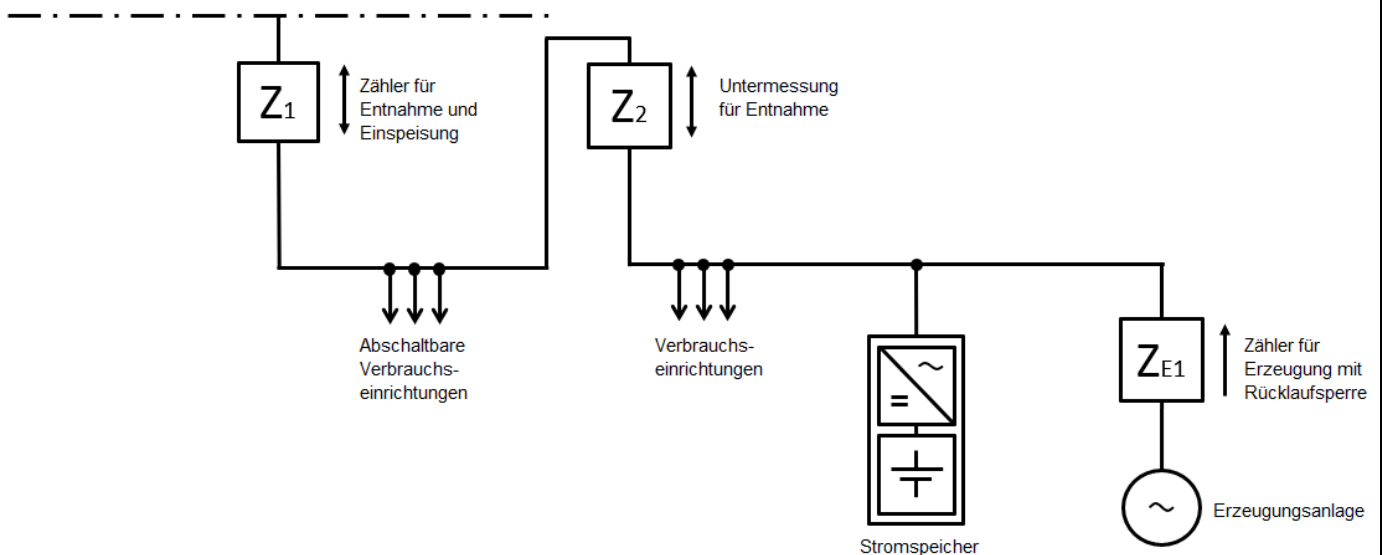 Z1
Zähler für
Entnahme und
Einspeisung
Z2
Untermessung
für Entnahme
Abschaltbare
Verbrauchs-
einrichtungen
Verbrauchs-
einrichtungen
ZE1
Zähler für
Erzeugung mit
Rücklaufsperre
Erzeugungsanlage
Stromspeicher